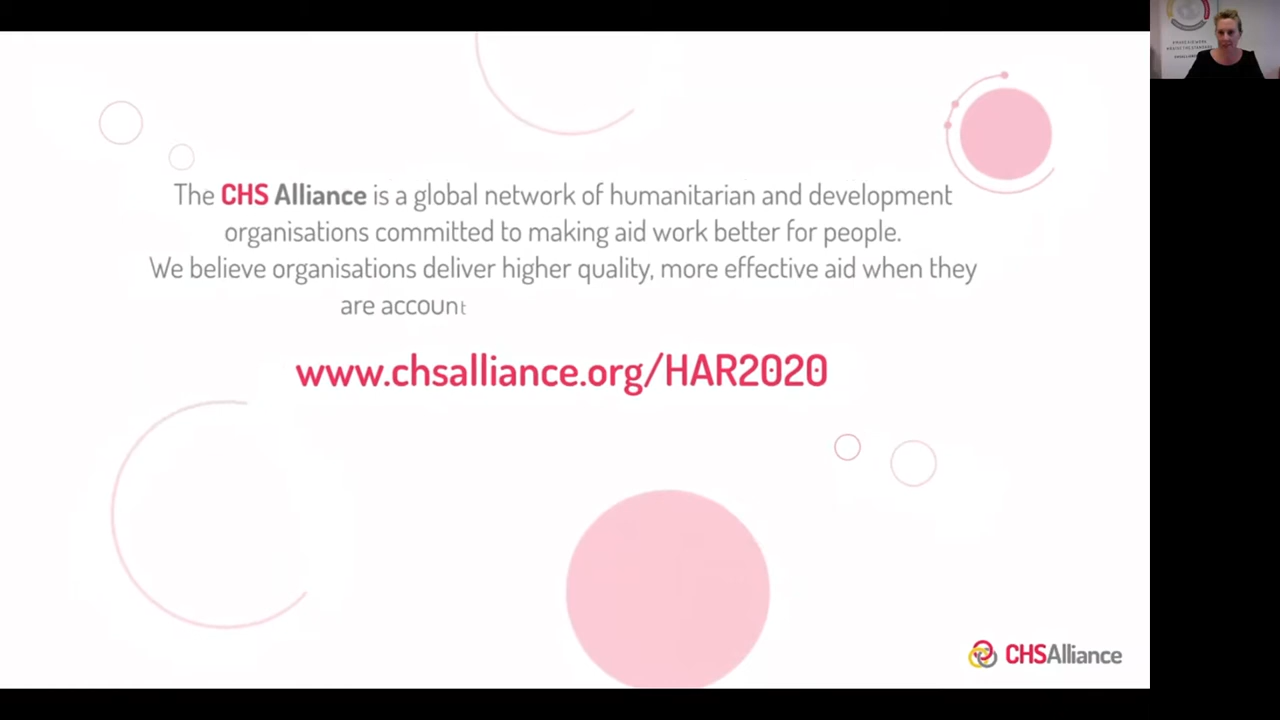 The CHS Alliance is a global network of humanitarian and development
organisations committed to making aid work better for people.
We believe organisations deliver higher quality, more effective aid when they
are account
www.chsalliance.org/HAR2020
CHSAlliance